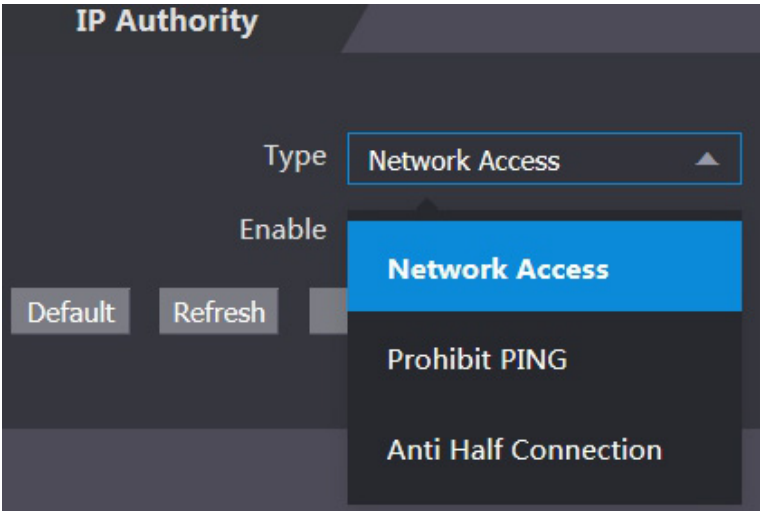 IP Authority
Type Network Access
Enable
Network Access
Default Refresh
Prohibit PING
Anti Half Connection